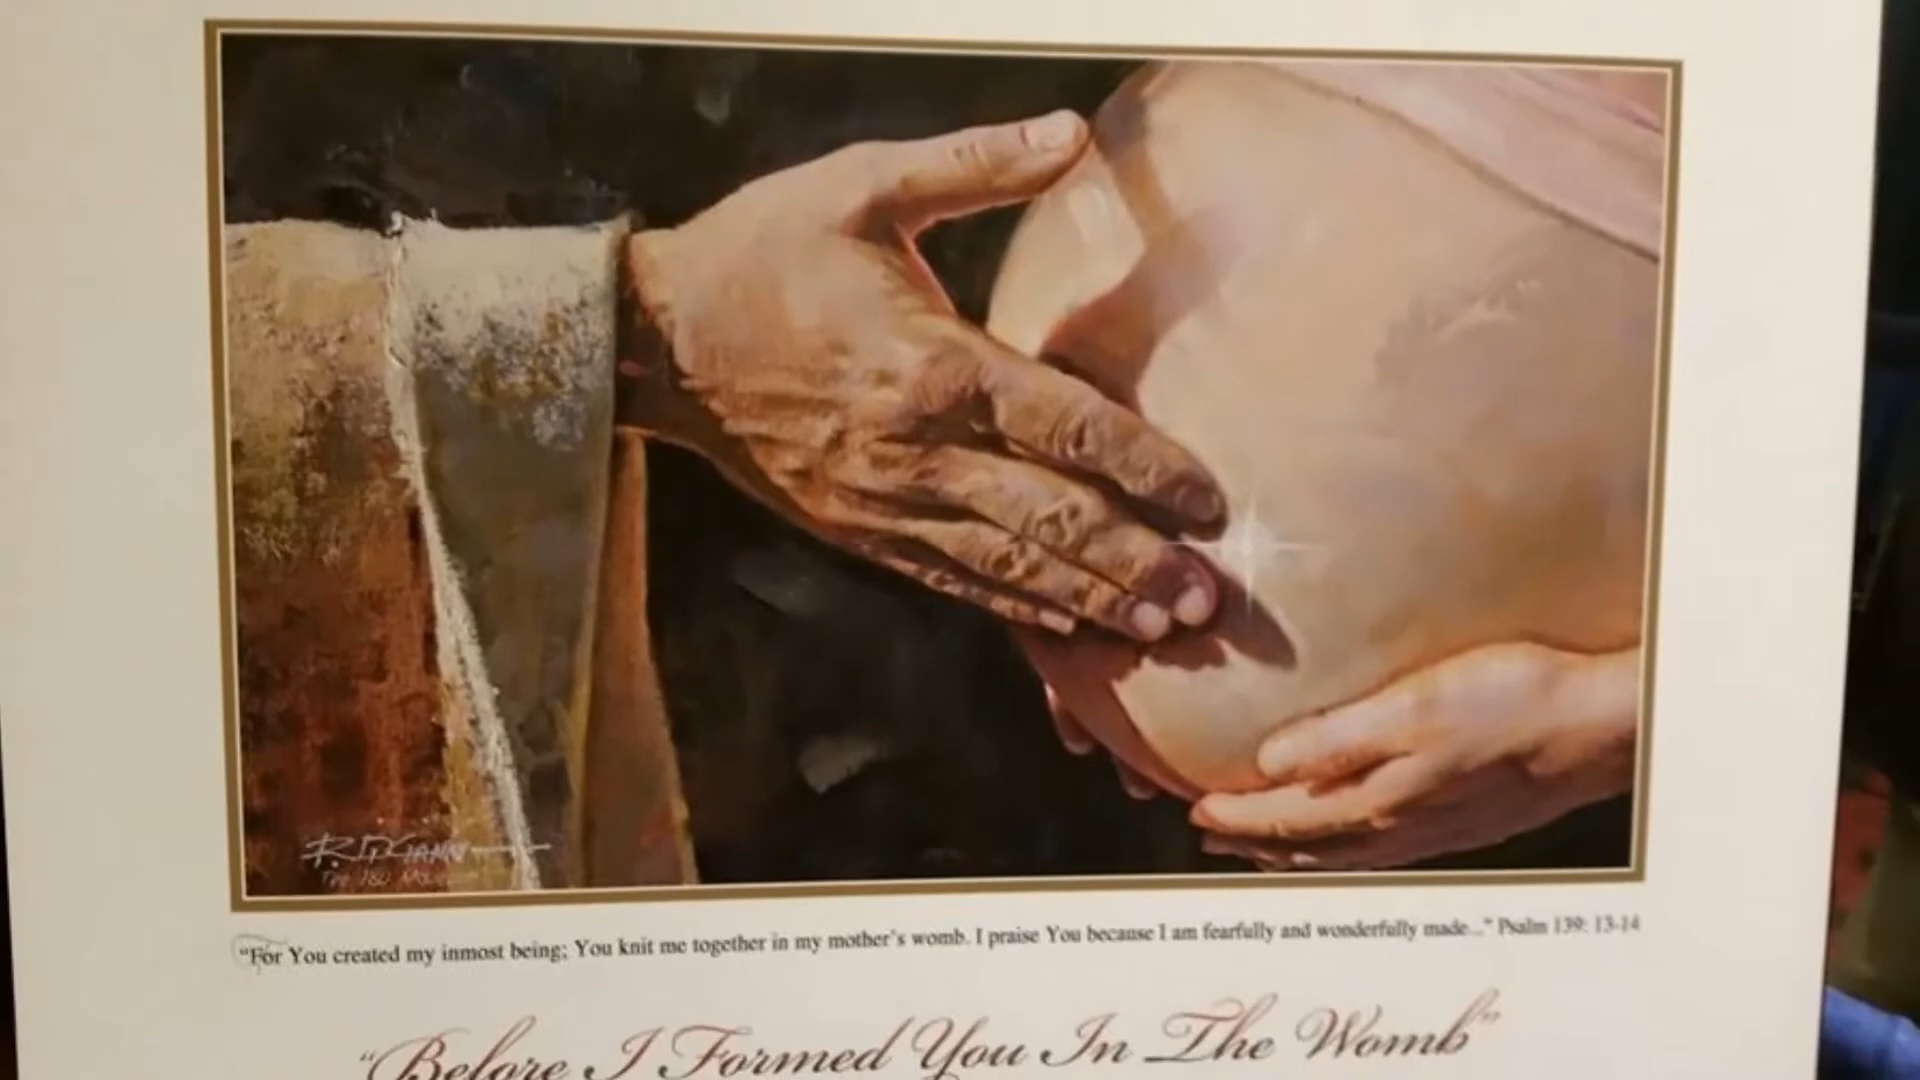 "For You created my inmost being; You knit me together in my mother's womb. I praise You because I am fearfully and wonderfully made..." Psalm 139: 13-14
"Before I Formed You In The Womb"